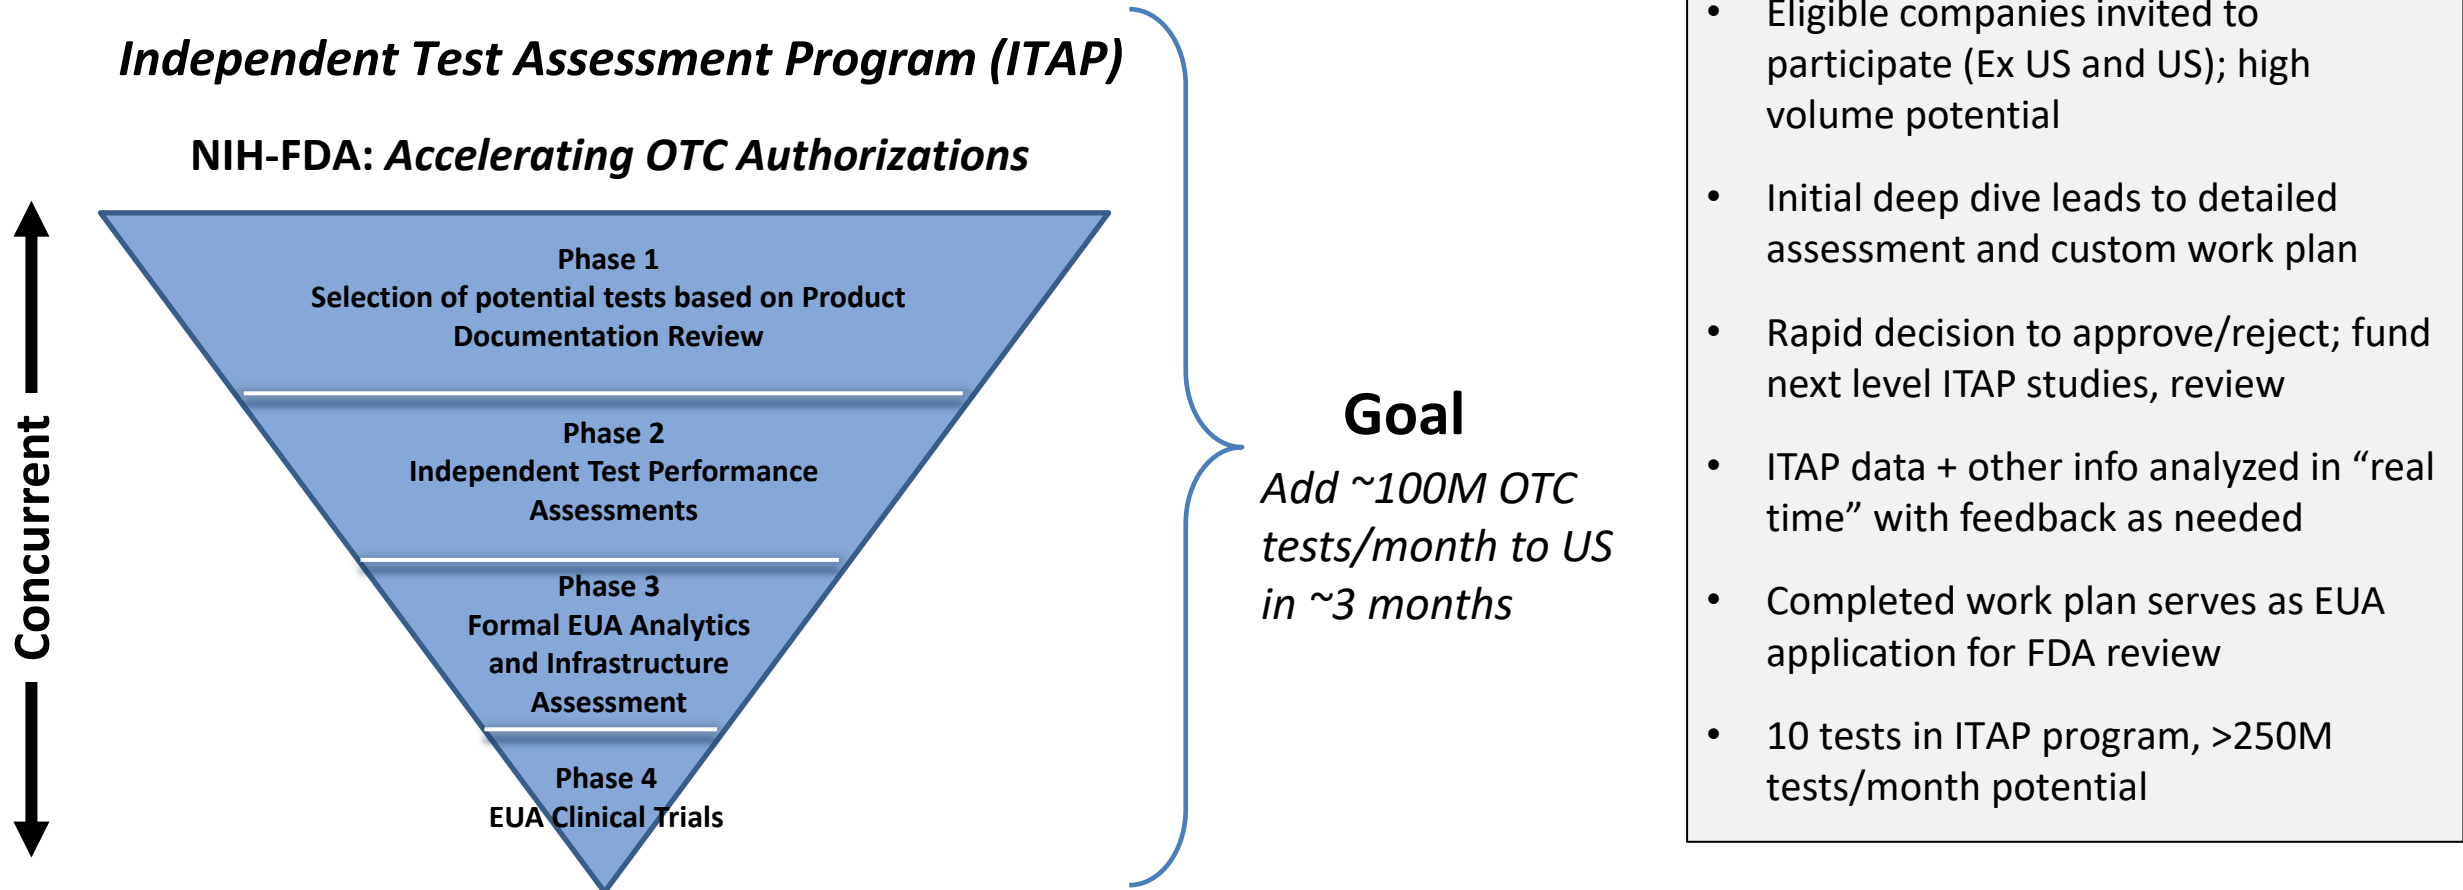 Independent Test Assessment Program (ITAP)
NIH-FDA: Accelerating OTC Authorizations
Concurrent
Phase 1
Selection of potential tests based on Product
Documentation Review
Phase 2
Independent Test Performance
Assessments
Phase 3
Formal EUA Analytics
and Infrastructure
Assessment
Phase 4
EUA Clinical Trials
Goal
Add ~100M OTC
tests/month to US
in ~3 months
• Eligible companies invited to
participate (Ex US and US); high
volume potential
• Initial deep dive leads to detailed
assessment and custom work plan
• Rapid decision to approve/reject; fund
next level ITAP studies, review
• ITAP data + other info analyzed in “real
time” with feedback as needed
• Completed work plan serves as EUA
application for FDA review
• 10 tests in ITAP program, >250M
tests/month potential